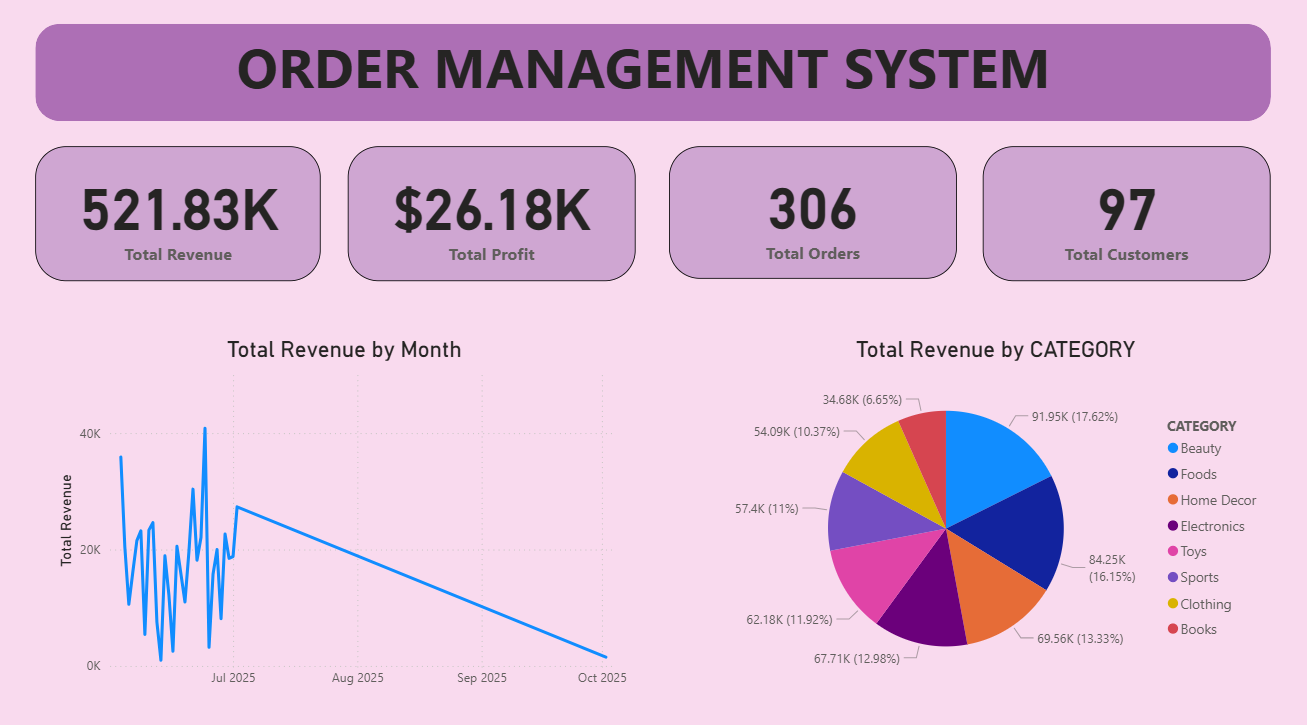 ORDER MANAGEMENT SYSTEM
521.83K
Total Revenue
$26.18K
Total Profit
306
Total Orders
97
Total Customers
Total Revenue by Month
Total Revenue
40K
20K
0K
Jul 2025
Aug 2025
Sep 2025
Oct 2025
Total Revenue by CATEGORY
34.68K (6.65%)
91.95K (17.62%)
54.09K (10.37%)
57.4K (11%)
84.25K
(16.15%)
62.18K (11.92%)
69.56K (13.33%)
67.71K (12.98%)
CATEGORY
Beauty
Foods
Home Decor
Electronics
Toys
Sports
Clothing
Books